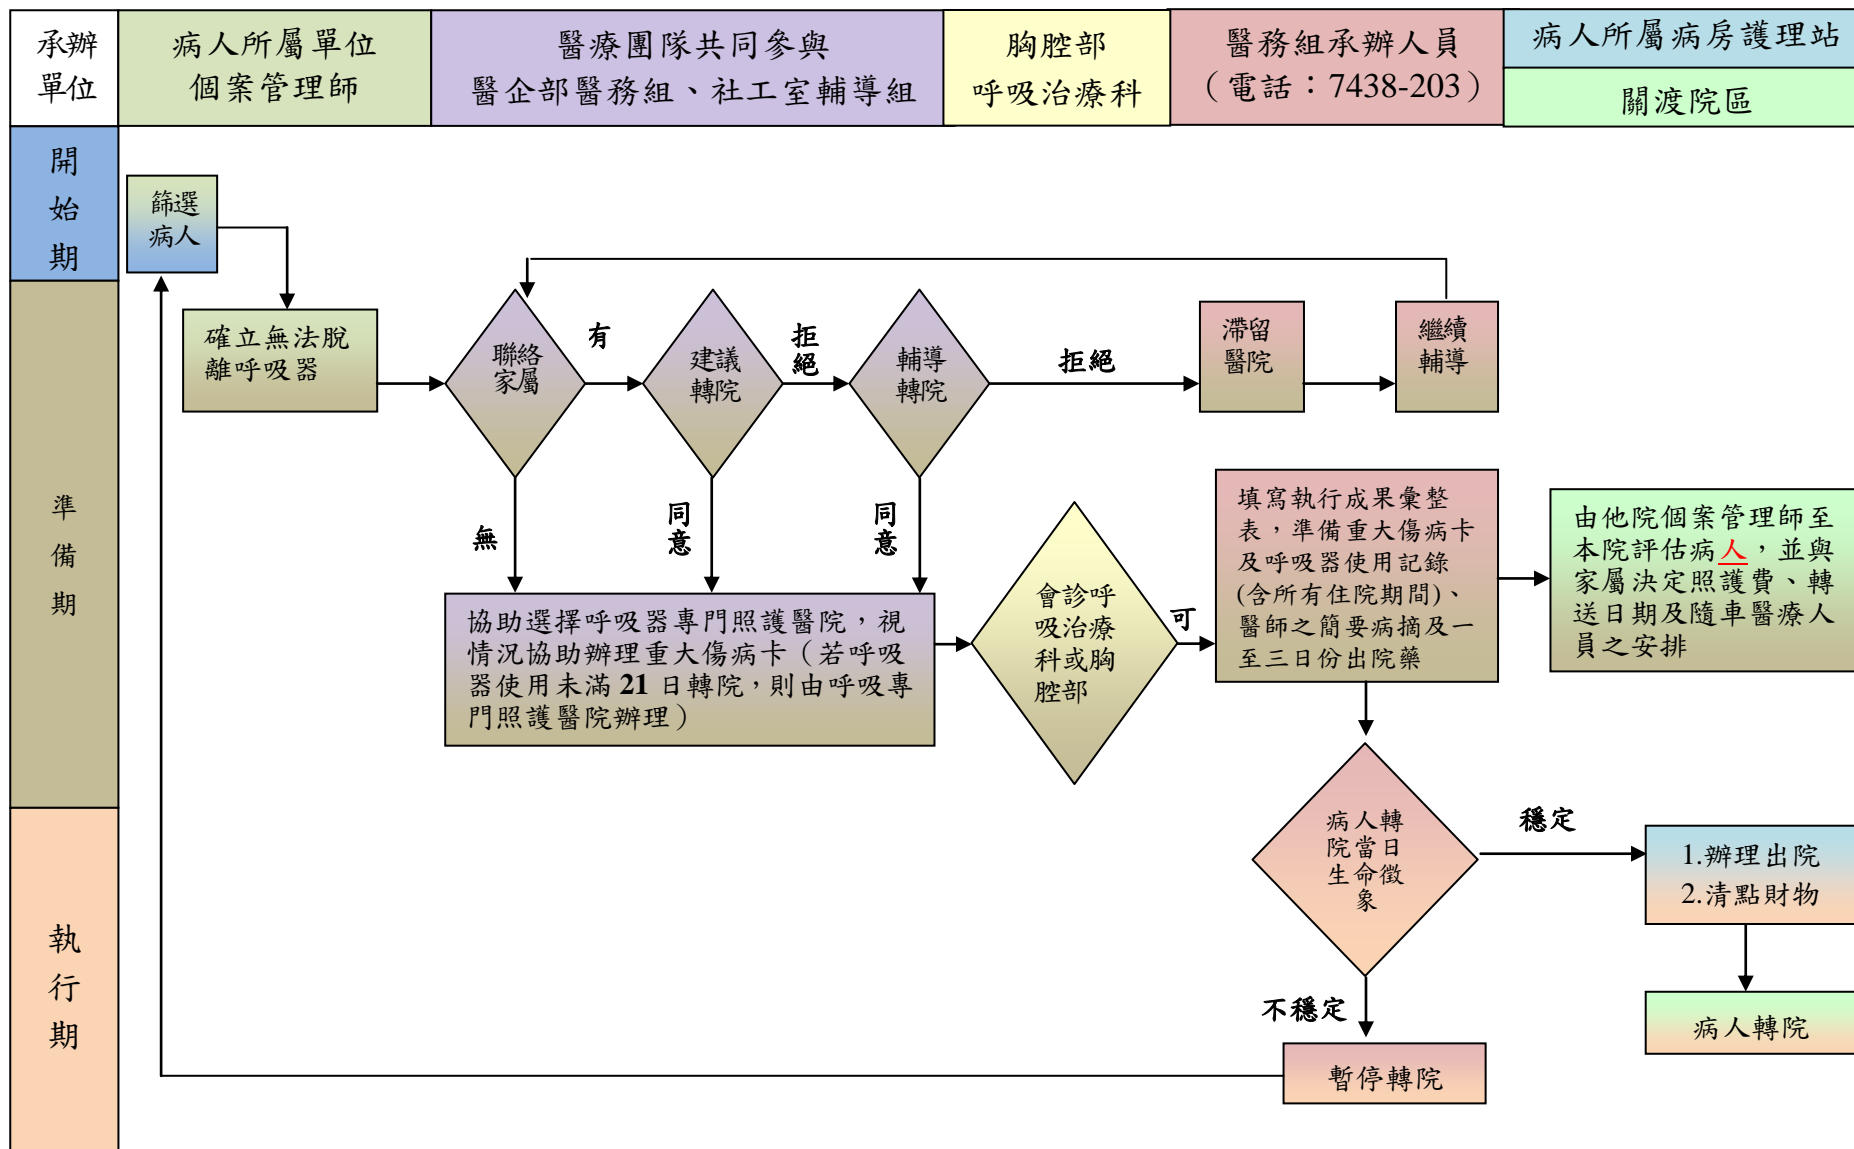 承辦
單位
病人所屬單位
個案管理師
醫療團隊共同參與
醫企部醫務組、社工室輔導組
胸腔部
呼吸治療科
醫務組承辦人員
（電話：7438-203）
病人所屬病房護理站
關渡院區
開
始
期
篩選
病人
準
備
期
確立無法脫
離呼吸器
聯絡
家屬
有
建議
轉院
拒
絕
輔導
轉院
拒絕
滯留
醫院
繼續
輔導
無
同
意
同
意
協助選擇呼吸器專門照護醫院，視
情況協助辦理重大傷病卡（若呼吸
器使用未滿 21 日轉院，則由呼吸專
門照護醫院辦理）
會診呼
吸治療
科或胸
腔部
可
填寫執行成果彙整
表，準備重大傷病卡
及呼吸器使用記錄
(含所有住院期間)、
醫師之簡要病摘及一
至三日份出院藥
由他院個案管理師至
本院評估病人，並與
家屬決定照護費、轉
送日期及隨車醫療人
員之安排
執
行
期
病人轉
院當日
生命徵
象
穩定
1.辦理出院
2.清點財物
不穩定
暫停轉院
病人轉院